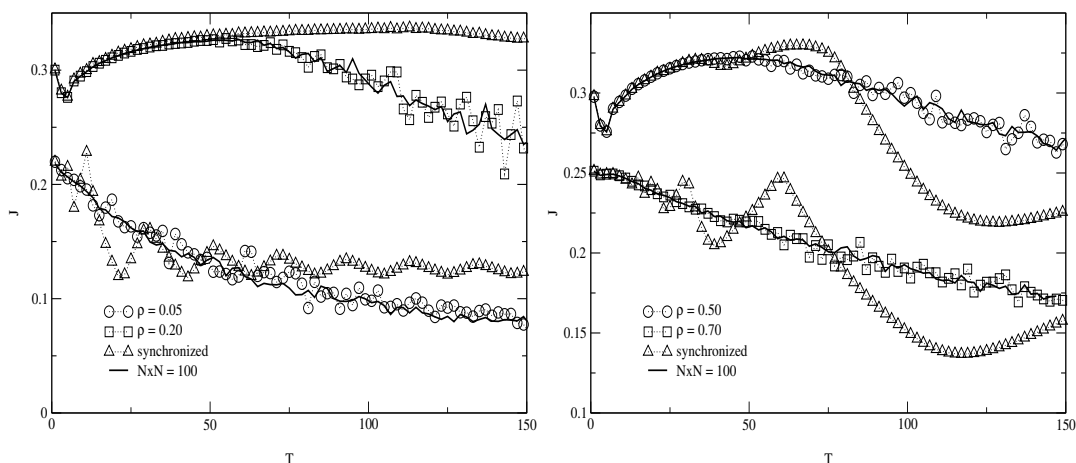 0.3
0.2
0.1
0
J
0
50
100
150
T
ρ = 0.05
ρ = 0.20
synchronized
NxN = 100
0.3
0.25
0.2
0.15
0.1
J
0
50
100
150
T
ρ = 0.50
ρ = 0.70
synchronized
NxN = 100